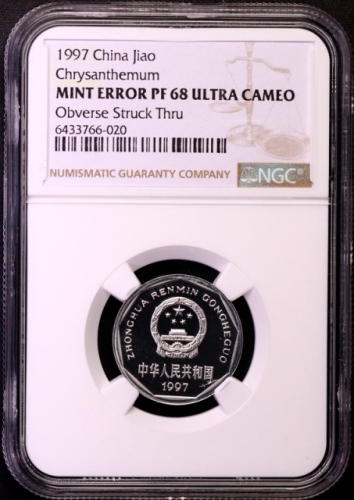 1997 China Jiao
Chrysanthemum
MINT ERROR PF 68 ULTRA CAMEO
Obverse Struck Thru
6433766-020
NUMISMATIC GUARANTY COMPANY
NGC
ZHONGHUA RENMIN GONGHEGUO
中华人民共和国
1997